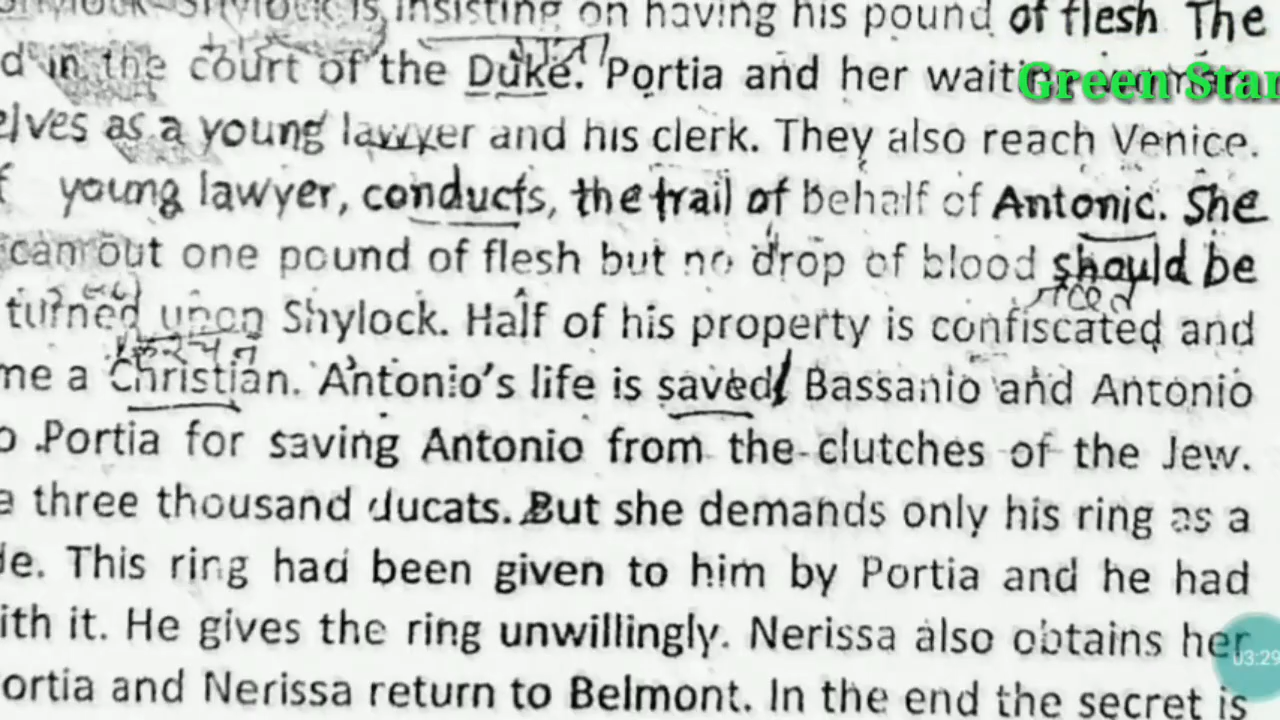 is insisting on having his pound of flesh The
d in the court of the Duke. Portia and her
Green Star
elves as a young lawyer and his clerk. They also reach Venice.
f young lawyer, conducts, the trail of behalf of Antonic. She
can out one pound of flesh but no drop of blood should be
turned upon Shylock. Half of his property is confiscated and
me a Christian. Antonio's life is saved/ Bassanio and Antonio
o Portia for saving Antonio from the clutches of the Jew.
a three thousand ducats. But she demands only his ring as a
le. This ring had been given to him by Portia and he had
ith it. He gives the ring unwillingly. Nerissa also obtains her
ortia and Nerissa return to Belmont. In the end the secret is
03:29